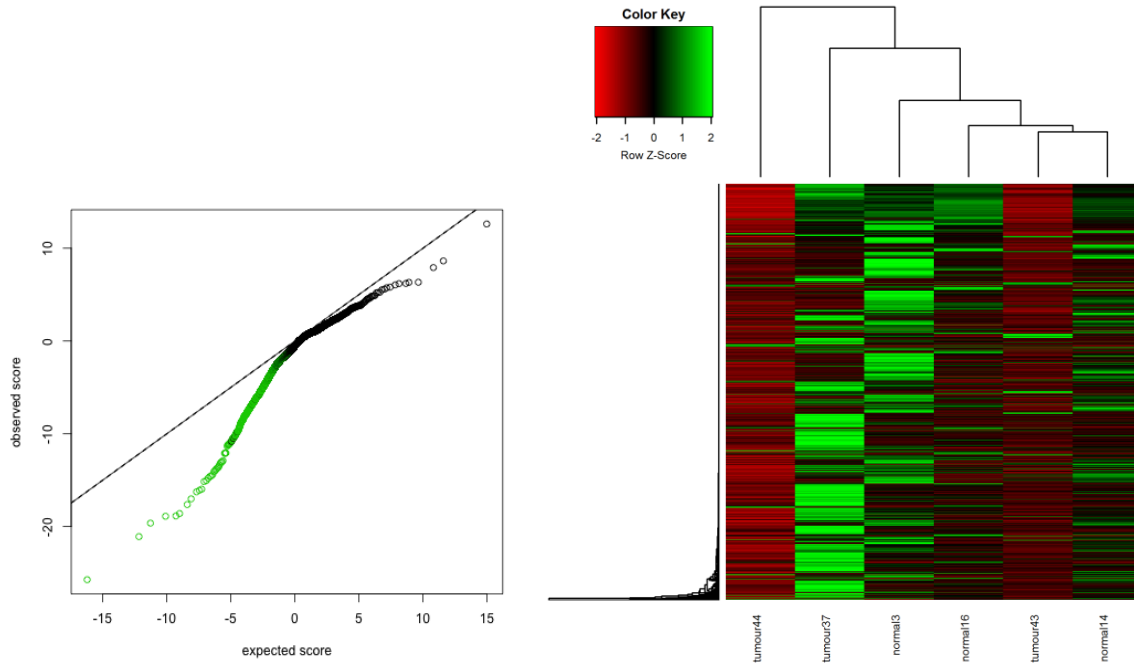 Color Key
-2 -1 0 1 2
Row Z-Score
10
0
-10
-20
observed score
-15 -10 -5 0 5 10 15
expected score
tumour44
tumour37
normal3
normal16
tumour43
normal14